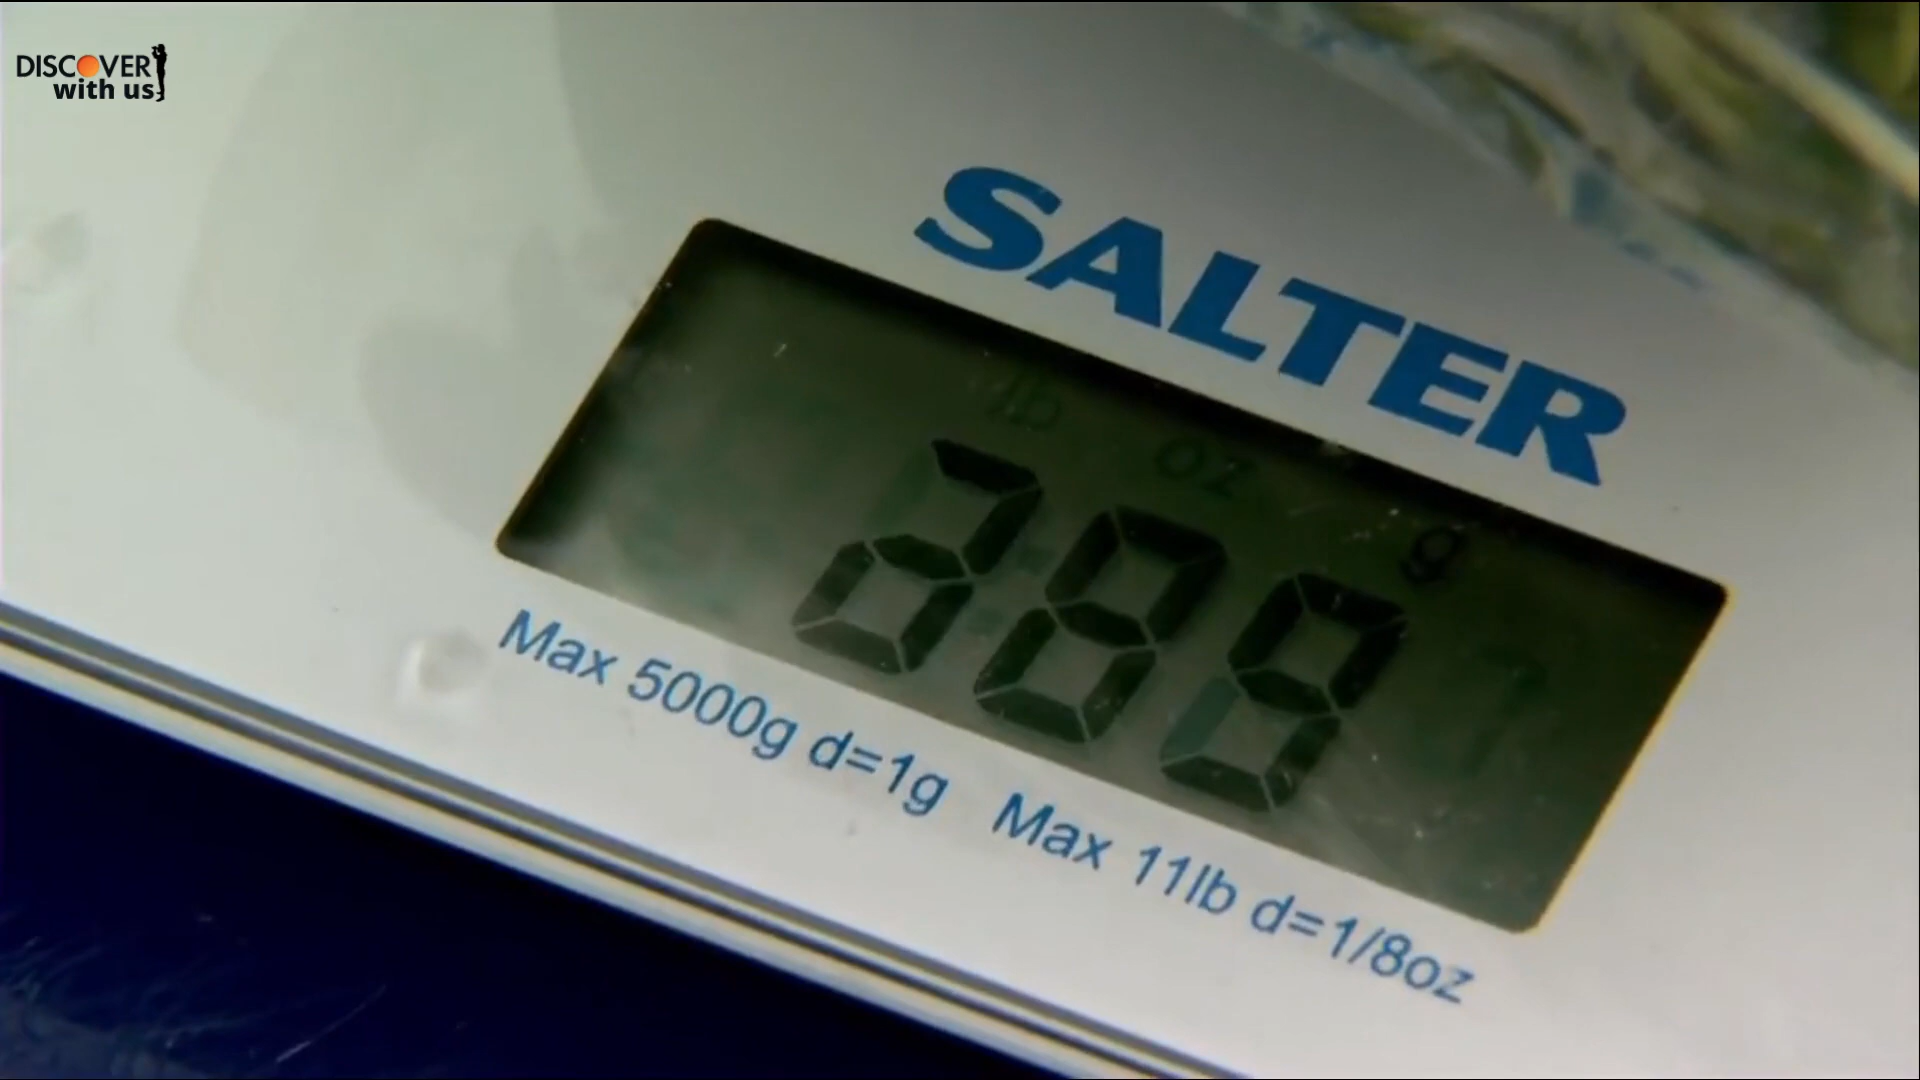 DISCOVER
with us
SALTER
lb oz g
Max 5000g d=1g Max 11lb d=1/8oz